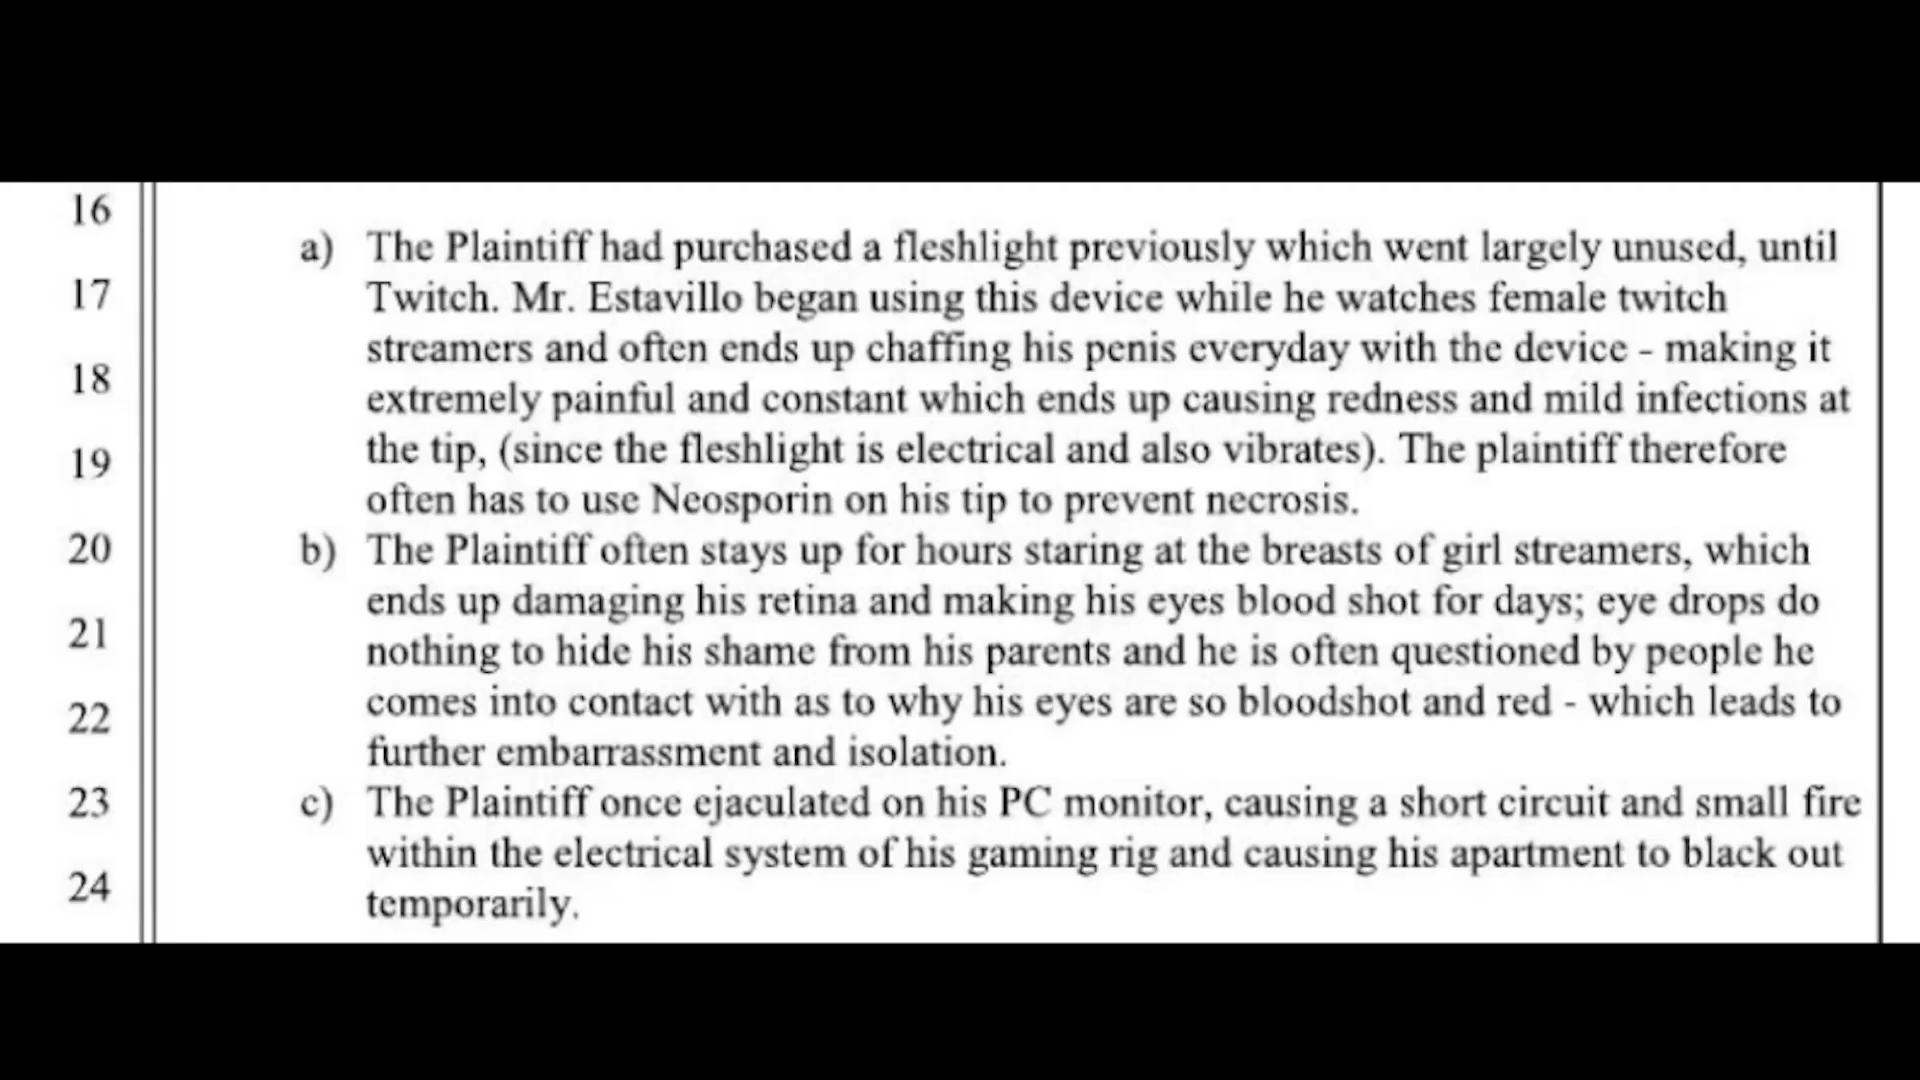 16
a) The Plaintiff had purchased a fleshlight previously which went largely unused, until
17
Twitch. Mr. Estavillo began using this device while he watches female twitch
streamers and often ends up chaffing his penis everyday with the device - making it
18
extremely painful and constant which ends up causing redness and mild infections at
19
the tip, (since the fleshlight is electrical and also vibrates). The plaintiff therefore
often has to use Neosporin on his tip to prevent necrosis.
20
b) The Plaintiff often stays up for hours staring at the breasts of girl streamers, which
ends up damaging his retina and making his eyes blood shot for days; eye drops do
21
nothing to hide his shame from his parents and he is often questioned by people he
22
comes into contact with as to why his eyes are so bloodshot and red - which leads to
further embarrassment and isolation.
23
c) The Plaintiff once ejaculated on his PC monitor, causing a short circuit and small fire
within the electrical system of his gaming rig and causing his apartment to black out
24
temporarily.